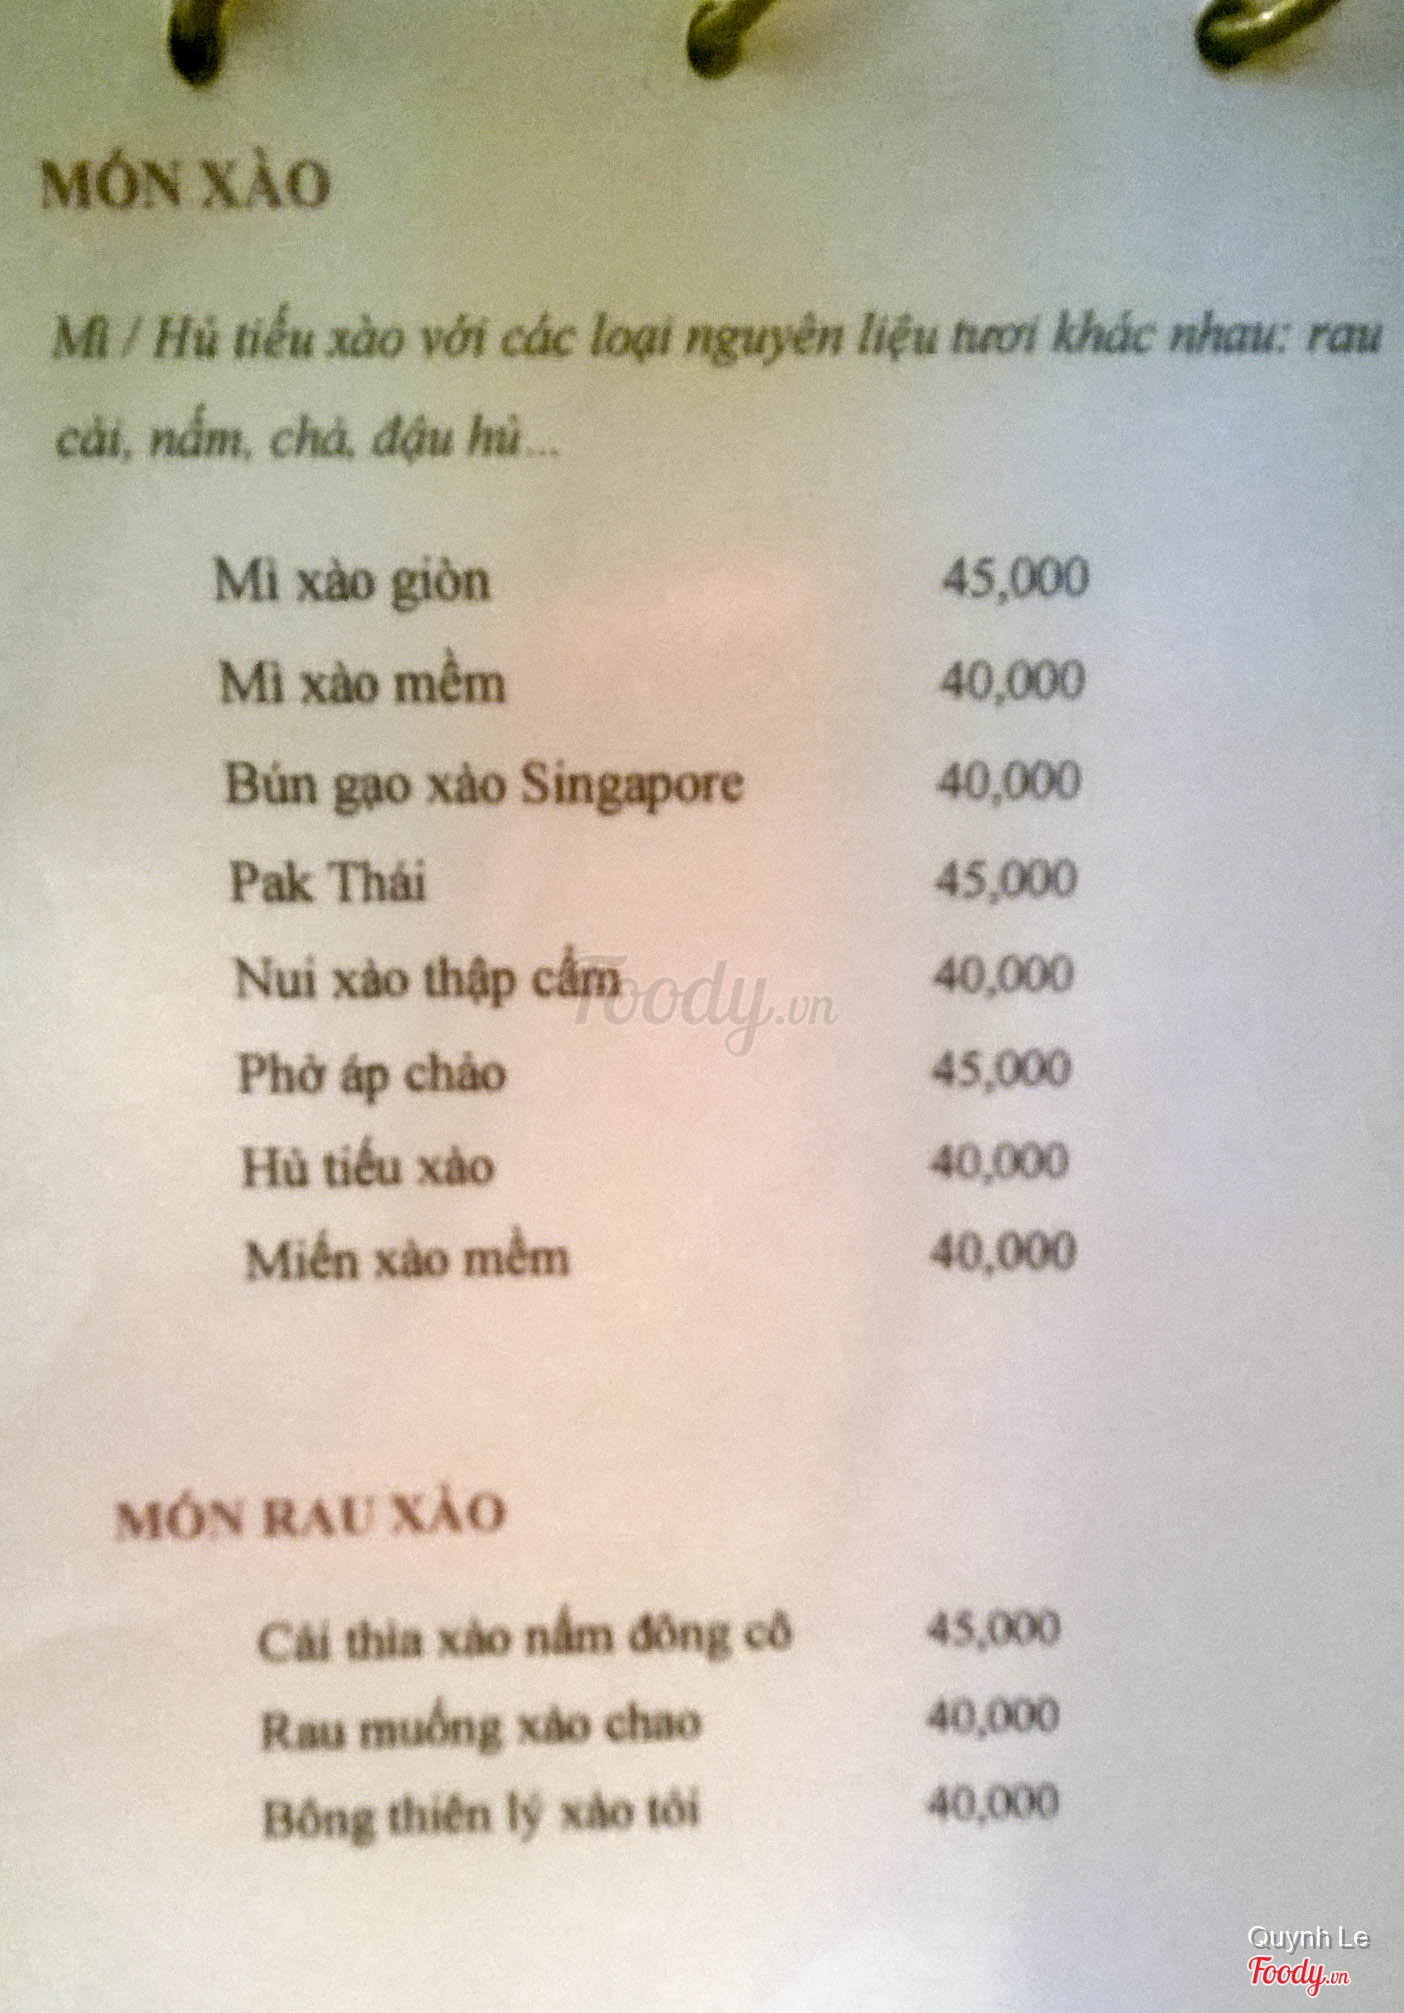 MÓN XÀO
Mì / Hủ tiếu xào với các loại nguyên liệu tươi khác nhau: rau
cải, nấm, chả, đậu hủ...
Mì xào giòn 45,000
Mì xào mềm 40,000
Bún gạo xào Singapore 40,000
Pak Thái 45,000
Nui xào thập cẩm 40,000
Foody.vn
Phở áp chảo 45,000
Hủ tiếu xào 40,000
Miến xào mềm 40,000
MÓN RAU XÀO
Cải thìa xào nấm đông cô 45,000
Rau muống xào chao 40,000
Bông thiên lý xào tỏi 40,000
Quynh Le
Foody.vn